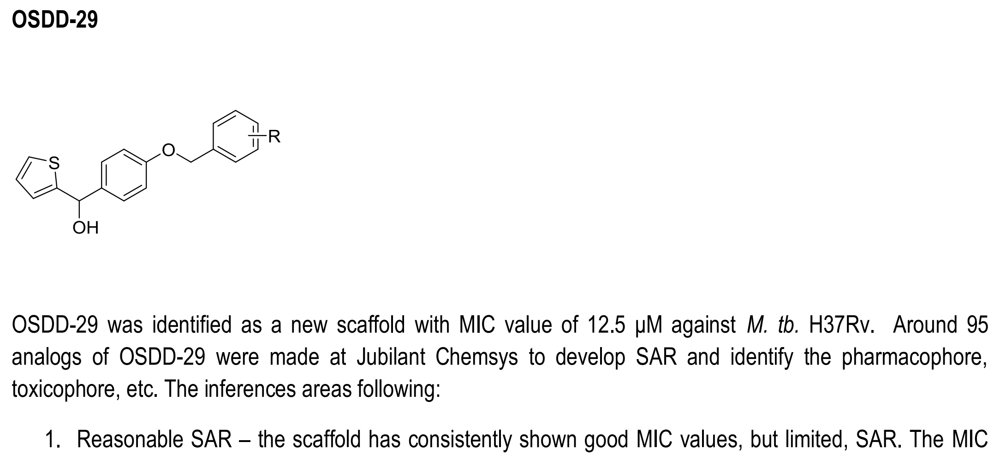 OSDD-29
R
O
S
OH
OSDD-29 was identified as a new scaffold with MIC value of 12.5 µM against M. tb. H37Rv. Around 95
analogs of OSDD-29 were made at Jubilant Chemsys to develop SAR and identify the pharmacophore,
toxicophore, etc. The inferences areas following:
1. Reasonable SAR – the scaffold has consistently shown good MIC values, but limited, SAR. The MIC